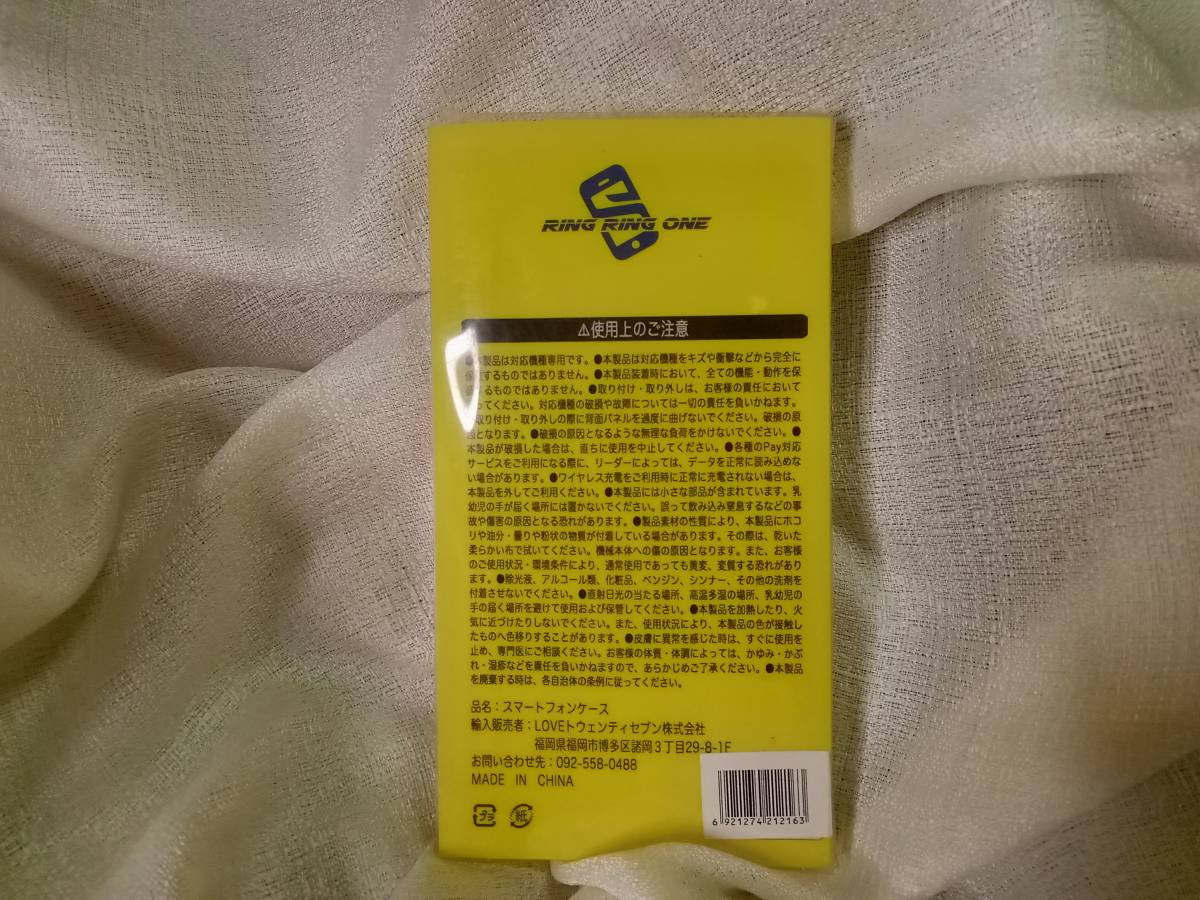 RING RING ONE
⚠使用上のご注意
本製品は対応機種専用です。●本製品は対応機種をキズや衝撃などから完全に
するものではありません。●本製品装着時において、全ての機能・動作を保
るものではありません。●取り付け・取り外しは、お客様の責任において
ってください。対応機種の破損や故障については一切の責任を負いかねます。
取り付け・取り外しの際に背面パネルを過度に曲げないでください。破損の原
因となります。●破損の原因となるような無理な負荷をかけないでください。●
本製品が破損した場合は、直ちに使用を中止してください。●各種のPay対応
サービスをご利用になる際に、リーダーによっては、データを正常に読み込めな
い場合があります。●ワイヤレス充電をご利用時に正常に充電されない場合は、
本製品を外してご利用ください。●本製品には小さな部品が含まれています。乳
幼児の手が届く場所には置かないでください。誤って飲み込み窒息するなどの事
故や傷害の原因となる恐れがあります。●製品素材の性質により、本製品にホコ
リや油分・曇りや粉状の物質が付着している場合があります。その際は、乾いた
柔らかい布で拭いてください。機械本体への傷の原因となります。また、お客様
のご使用状況・環境条件により、通常使用であっても黄変、変質する恐れがあり
ます。●除光液、アルコール類、化粧品、ベンジン、シンナー、その他の洗剤を
付着させないでください。●直射日光の当たる場所、高温多湿の場所、乳幼児の
手の届く場所を避けて使用および保管してください。●本製品を加熱したり、火
気に近づけたりしないでください。また、使用状況により、本製品の色が接触し
たものへ色移りすることがあります。●皮膚に異常を感じた時は、すぐに使用を
止め、専門医にご相談ください。お客様の体質・体調によっては、かゆみ・かぶ
れ・湿疹などを責任を負いかねますので、あらかじめご了承ください。●本製品
を廃棄する時は、各自治体の条例に従ってください。
品名：スマートフォンケース
輸入販売者：LOVEトウェンティセブン株式会社
福岡県福岡市博多区諸岡3丁目29-8-1F
お問い合わせ先：092-558-0488
MADE IN CHINA
プラ 紙
6 921274 212163